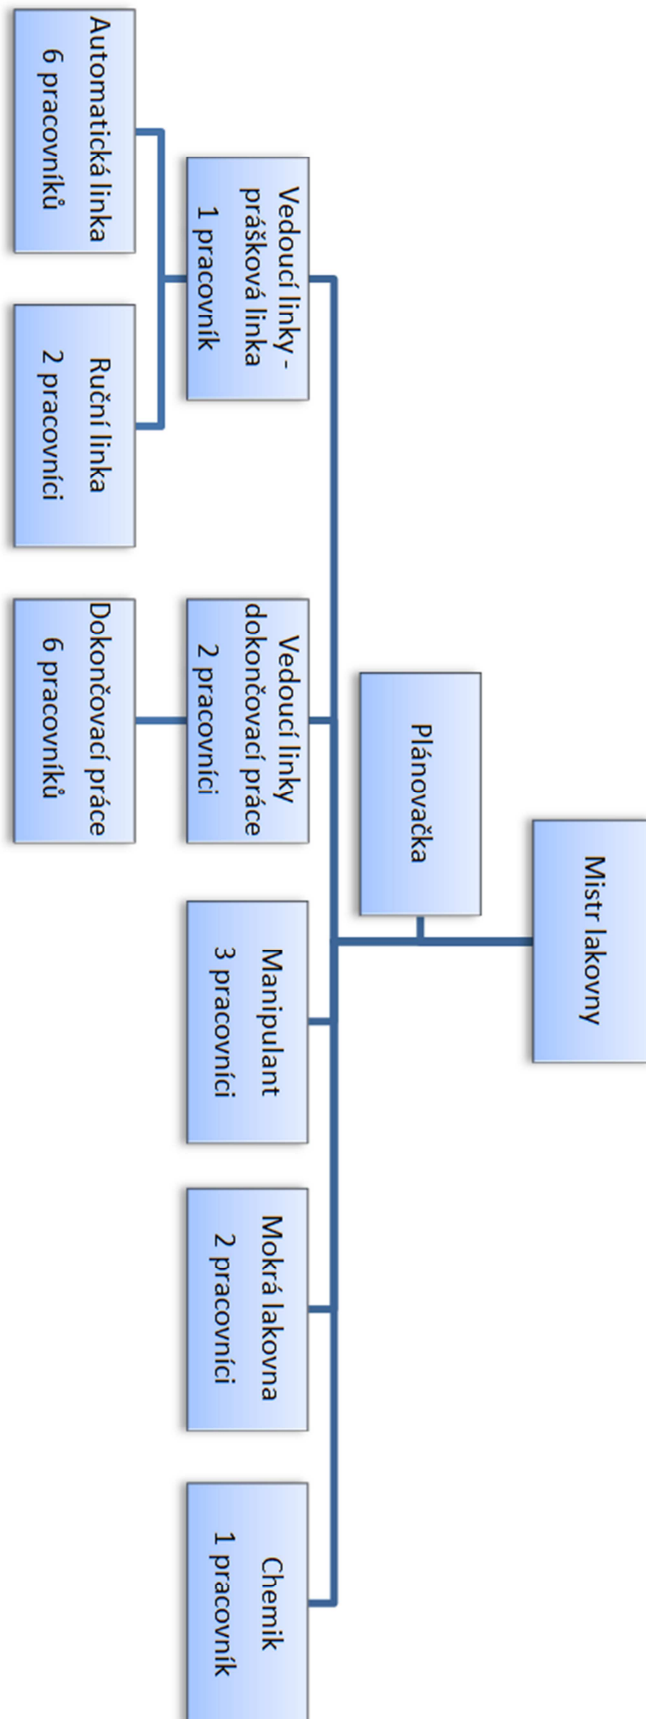 Mistr lakovny
Plánovačka
Vedoucí linky -
prášková linka
1 pracovník
Vedoucí linky
dokončovací práce
2 pracovníci
Manipulant
3 pracovníci
Mokrá lakovna
2 pracovníci
Chemik
1 pracovník
Automatická linka
6 pracovníků
Ruční linka
2 pracovníci
Dokončovací práce
6 pracovníků